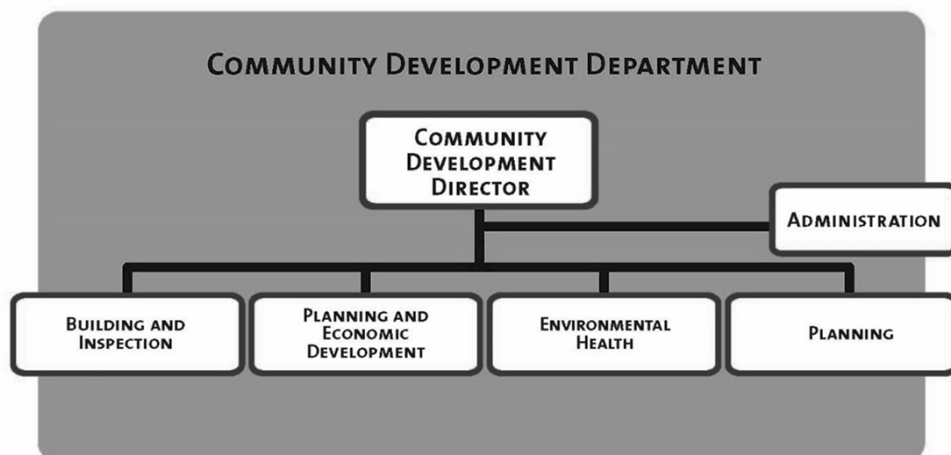 COMMUNITY DEVELOPMENT DEPARTMENT
COMMUNITY
DEVELOPMENT
DIRECTOR
ADMINISTRATION
BUILDING AND
INSPECTION
PLANNING AND
ECONOMIC
DEVELOPMENT
ENVIRONMENTAL
HEALTH
PLANNING